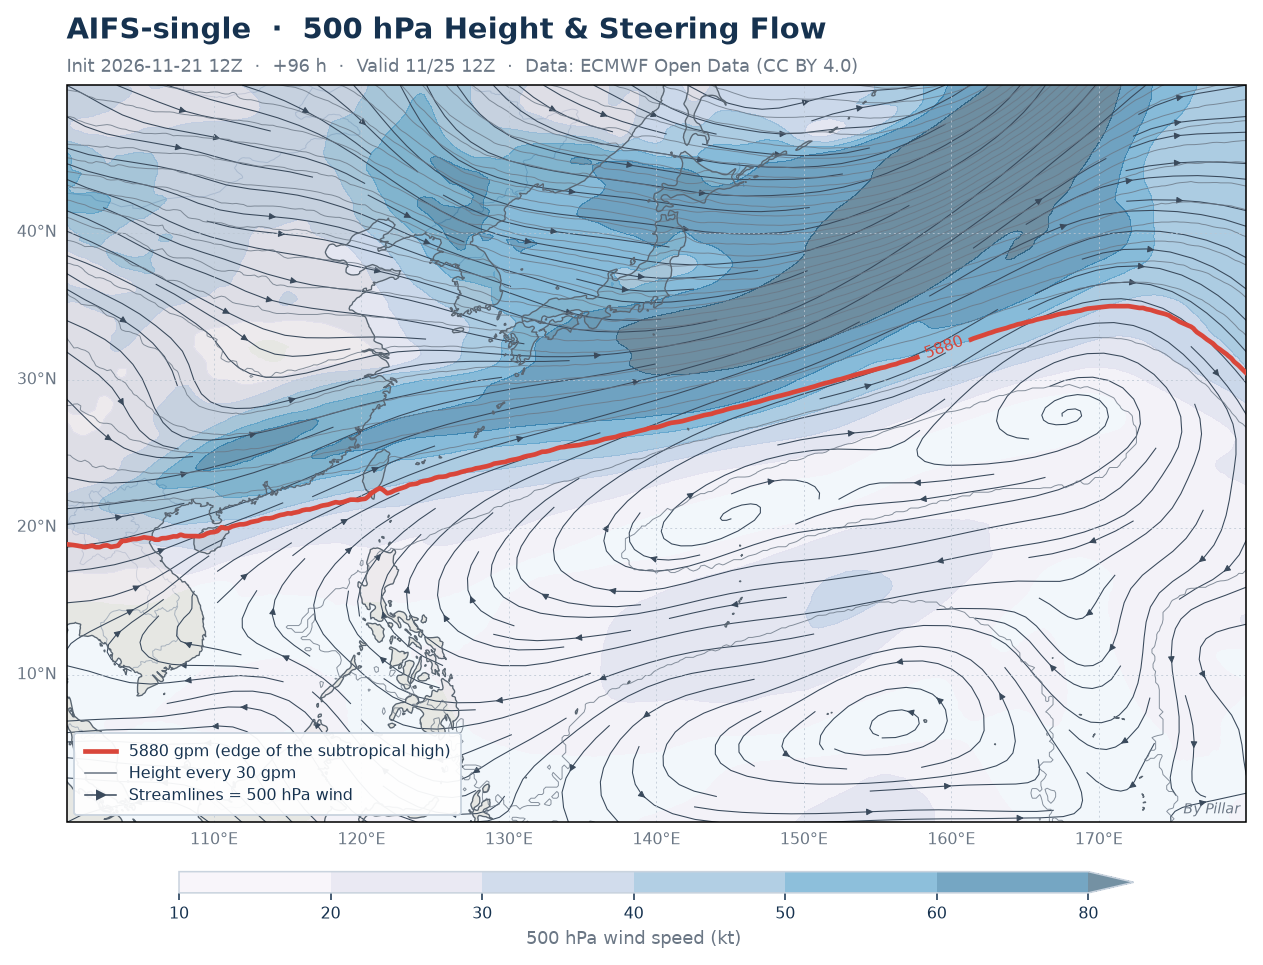 AIFS-single · 500 hPa Height & Steering Flow
Init 2026-11-21 12Z · +96 h · Valid 11/25 12Z · Data: ECMWF Open Data (CC BY 4.0)
40°N
30°N
20°N
10°N
5880
5880 gpm (edge of the subtropical high)
Height every 30 gpm
Streamlines = 500 hPa wind
By Pillar
110°E 120°E 130°E 140°E 150°E 160°E 170°E
10 20 30 40 50 60 80
500 hPa wind speed (kt)